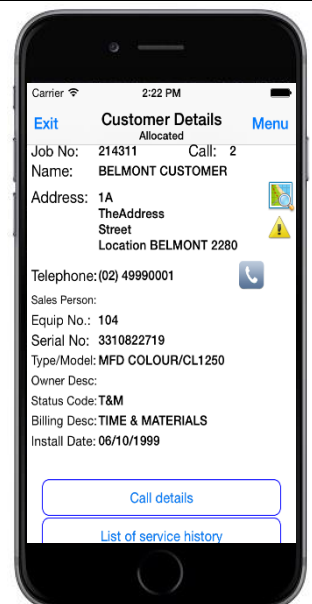 Carrier 2:22 PM
Exit Customer Details Menu
Allocated
Job No: 214311 Call: 2
Name: BELMONT CUSTOMER
Address: 1A
TheAddress
Street
Location BELMONT 2280
Telephone: (02) 49990001
Sales Person:
Equip No.: 104
Serial No: 3310822719
Type/Model: MFD COLOUR/CL1250
Owner Desc:
Status Code: T&M
Billing Desc: TIME & MATERIALS
Install Date: 06/10/1999
Call details
List of service history